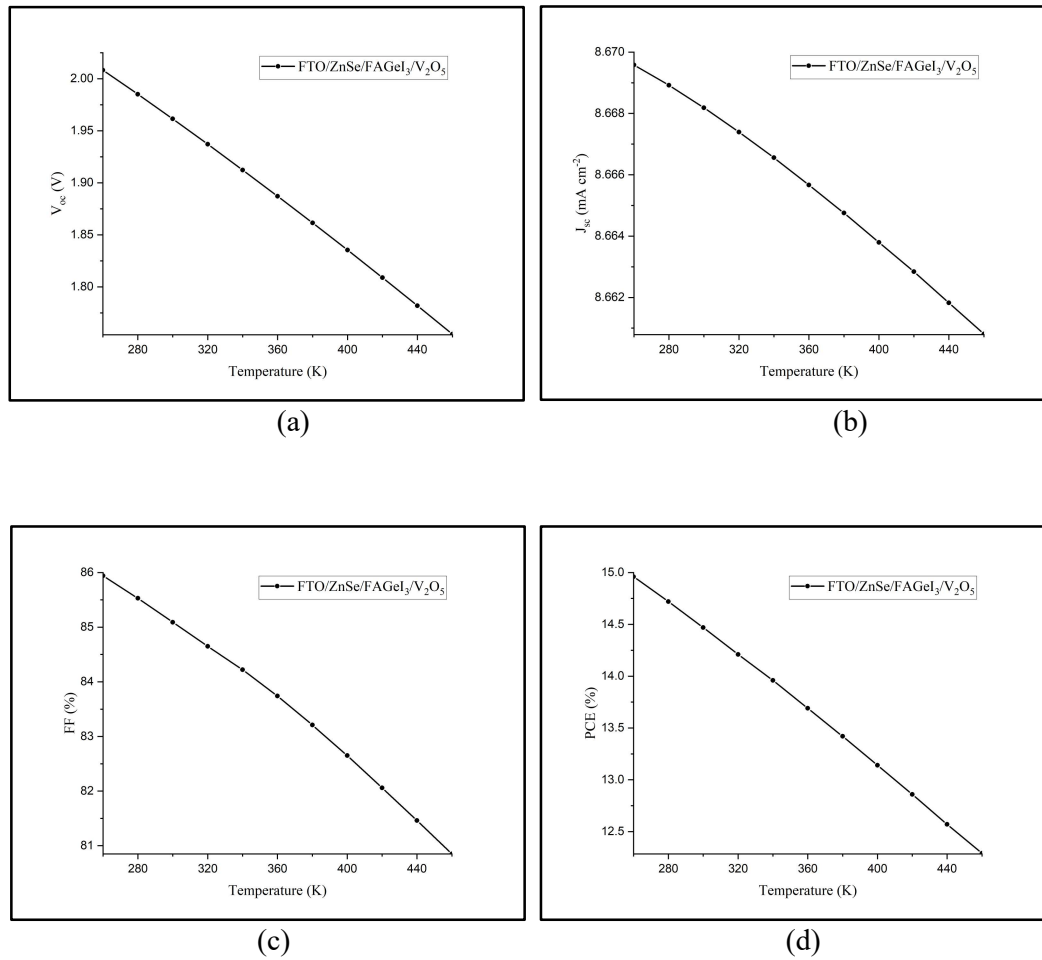 FTO/ZnSe/FAGeI₃/V₂O₅
2.00
1.95
1.90
1.85
1.80
V_oc (V)
280 320 360 400 440
Temperature (K)
(a)
FTO/ZnSe/FAGeI₃/V₂O₅
8.670
8.668
8.666
8.664
8.662
J_sc (mA cm⁻²)
280 320 360 400 440
Temperature (K)
(b)
FTO/ZnSe/FAGeI₃/V₂O₅
86
85
84
83
82
81
FF (%)
280 320 360 400 440
Temperature (K)
(c)
FTO/ZnSe/FAGeI₃/V₂O₅
15.0
14.5
14.0
13.5
13.0
12.5
PCE (%)
280 320 360 400 440
Temperature (K)
(d)